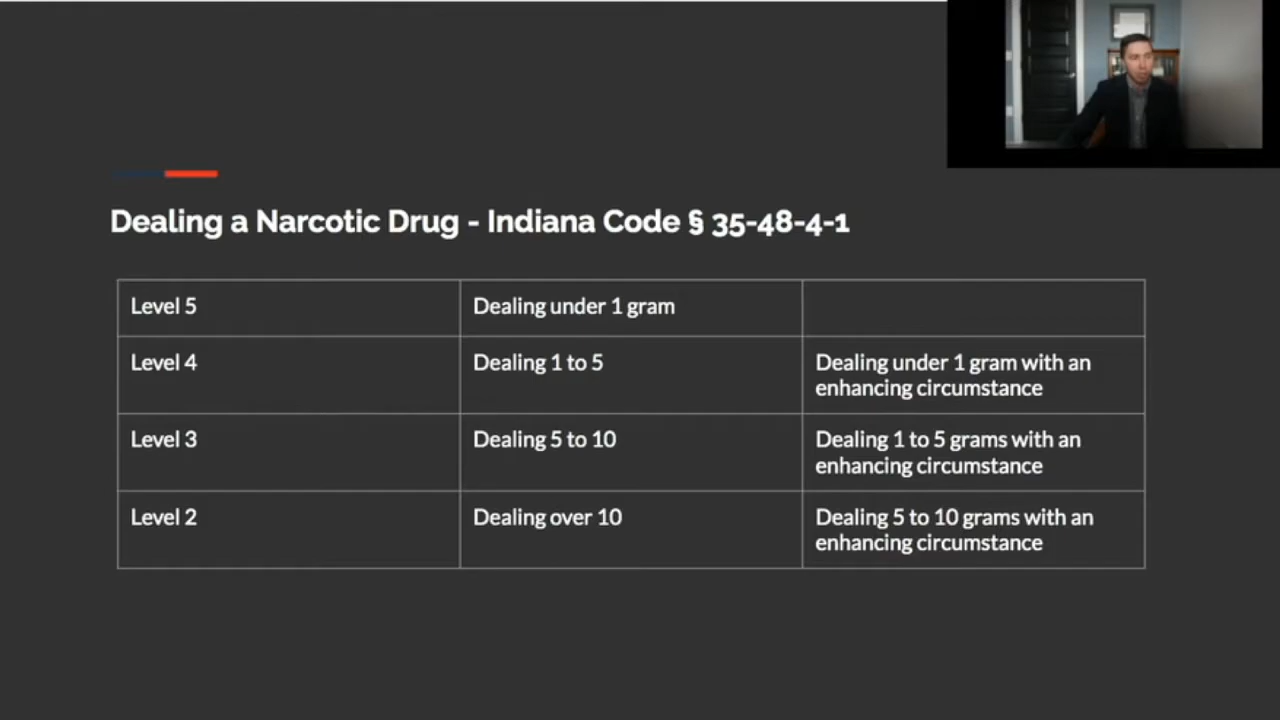 Dealing a Narcotic Drug - Indiana Code § 35-48-4-1
Level 5
Dealing under 1 gram
Level 4
Dealing 1 to 5
Dealing under 1 gram with an
enhancing circumstance
Level 3
Dealing 5 to 10
Dealing 1 to 5 grams with an
enhancing circumstance
Level 2
Dealing over 10
Dealing 5 to 10 grams with an
enhancing circumstance